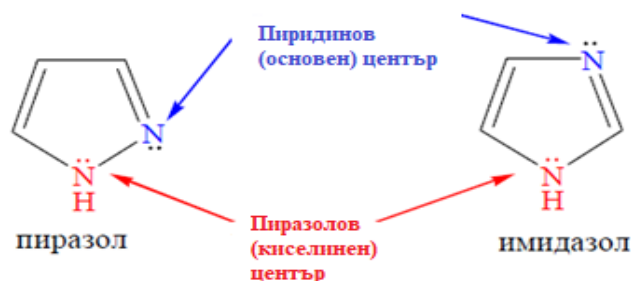 Пиридинов
(основен) център
N
N
N
H
N
H
Пиразолов
(киселинен)
център
пиразол
имидазол